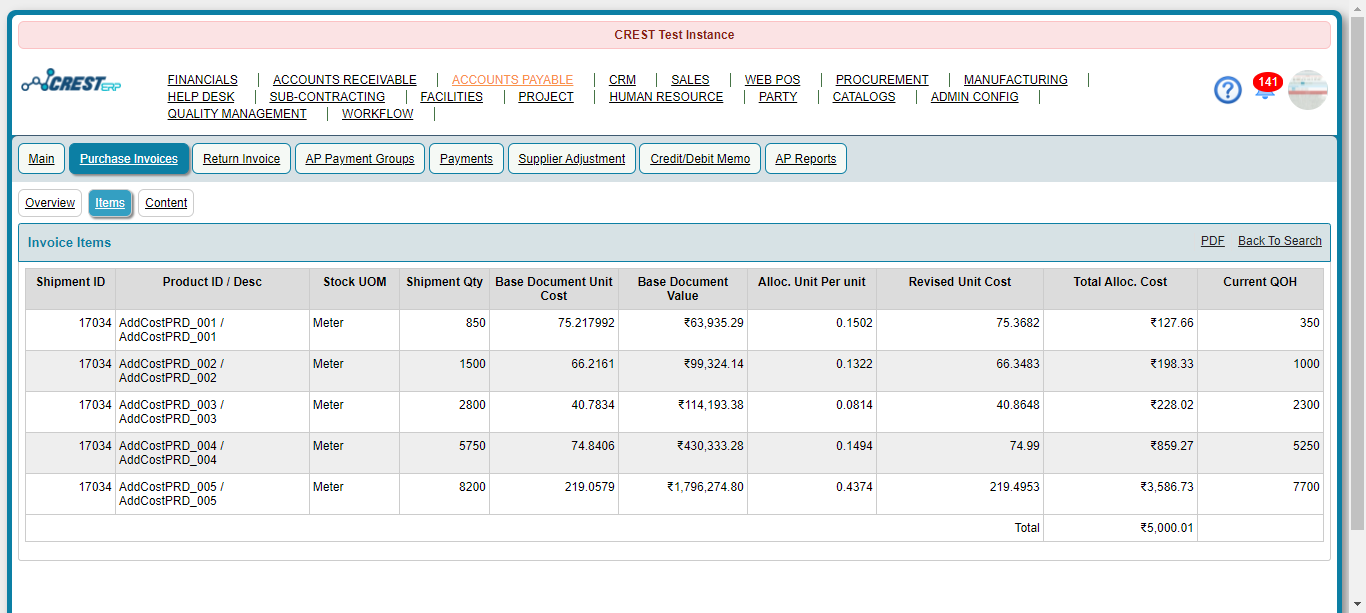 CREST Test Instance
CREST ERP
FINANCIALS | ACCOUNTS RECEIVABLE | ACCOUNTS PAYABLE | CRM | SALES | WEB POS | PROCUREMENT | MANUFACTURING |
HELP DESK | SUB-CONTRACTING | FACILITIES | PROJECT | HUMAN RESOURCE | PARTY | CATALOGS | ADMIN CONFIG |
QUALITY MANAGEMENT | WORKFLOW |
? 141
Main Purchase Invoices Return Invoice AP Payment Groups Payments Supplier Adjustment Credit/Debit Memo AP Reports
Overview Items Content
Invoice Items PDF Back To Search
Shipment ID Product ID / Desc Stock UOM Shipment Qty Base Document Unit Base Document Alloc. Unit Per unit Revised Unit Cost Total Alloc. Cost Current QOH
Cost Value
17034 AddCostPRD_001 / Meter 850 75.217992 ₹63,935.29 0.1502 75.3682 ₹127.66 350
AddCostPRD_001
17034 AddCostPRD_002 / Meter 1500 66.2161 ₹99,324.14 0.1322 66.3483 ₹198.33 1000
AddCostPRD_002
17034 AddCostPRD_003 / Meter 2800 40.7834 ₹114,193.38 0.0814 40.8648 ₹228.02 2300
AddCostPRD_003
17034 AddCostPRD_004 / Meter 5750 74.8406 ₹430,333.28 0.1494 74.99 ₹859.27 5250
AddCostPRD_004
17034 AddCostPRD_005 / Meter 8200 219.0579 ₹1,796,274.80 0.4374 219.4953 ₹3,586.73 7700
AddCostPRD_005
Total ₹5,000.01